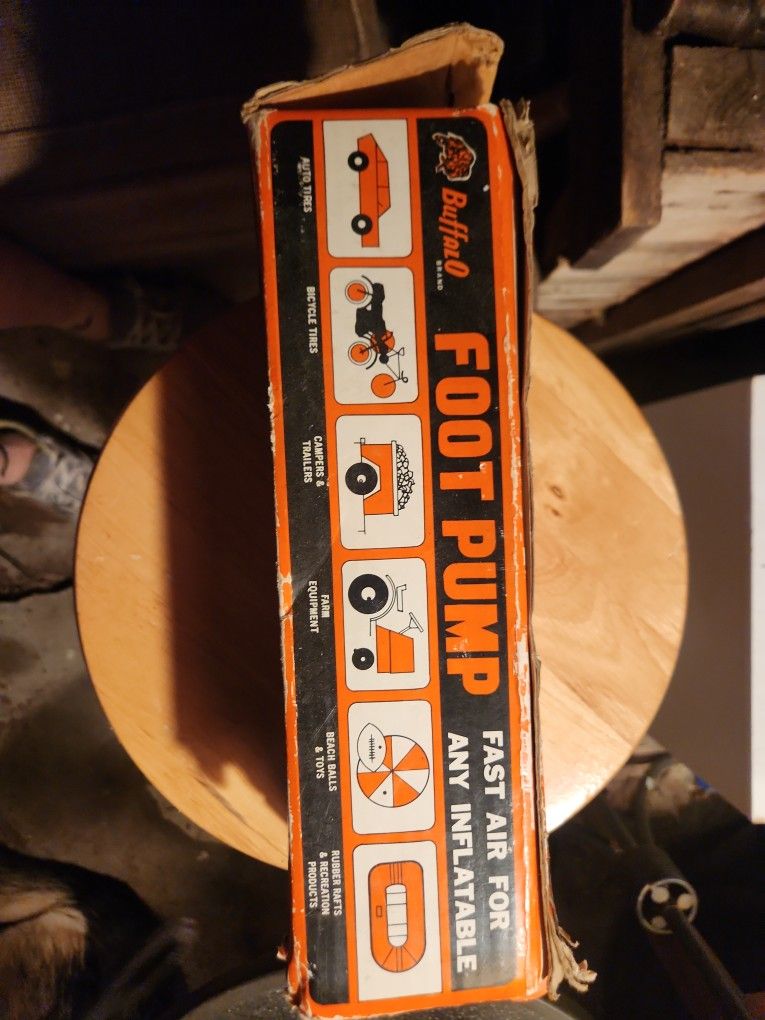 Buffalo
BRAND
FOOT PUMP
FAST AIR FOR
ANY INFLATABLE
AUTO TIRES
BICYCLE TIRES
CAMPERS &
TRAILERS
FARM
EQUIPMENT
BEACH BALLS
& TOYS
RUBBER RAFTS
& RECREATION
PRODUCTS